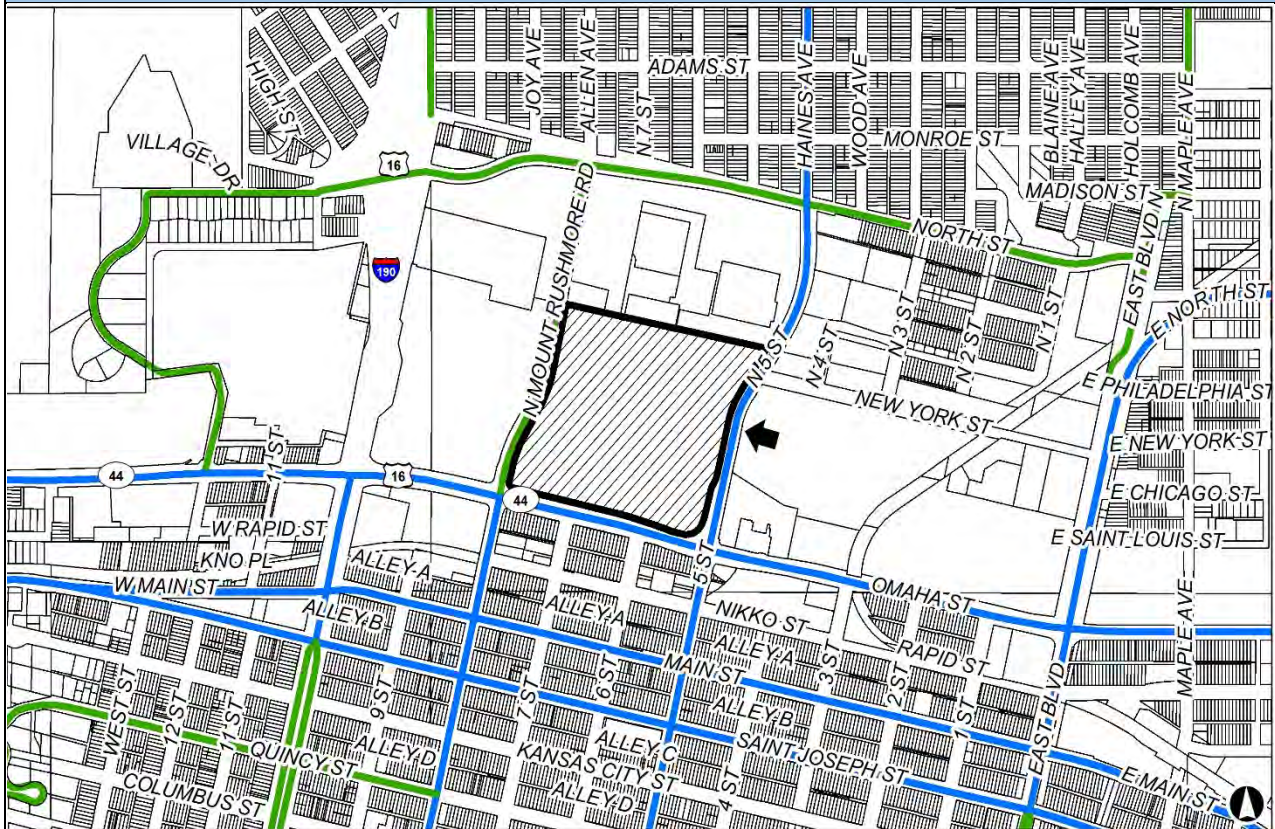 JOY AVE
ALLEN AVE
HAINES AVE
WOOD AVE
BLAINE AVE
HALLEY AVE
HOLCOMB AVE
N MAPLE AVE
HIGH ST
ADAMS ST
N 7 ST
MONROE ST
VILLAGE DR
16
MADISON ST
N MOUNT RUSHMORE RD
NORTH ST
EAST BLVD N
190
E NORTH ST
N 5 ST
N 4 ST
N 3 ST
N 2 ST
N 1 ST
E PHILADELPHIA ST
NEW YORK ST
E NEW YORK ST
11 ST
44
16
44
E CHICAGO ST
W RAPID ST
E SAINT LOUIS ST
KNO PL
ALLEY A
5 ST
W MAIN ST
OMAHA ST
ALLEY B
ALLEY A
NIKKO ST
MAPLE AVE
ALLEY A
RAPID ST
6 ST
MAIN ST
3 ST
2 ST
WEST ST
12 ST
11 ST
9 ST
7 ST
ALLEY B
1 ST
EAST BLVD
QUINCY ST
ALLEY D
ALLEY C
SAINT JOSEPH ST
KANSAS CITY ST
COLUMBUS ST
ALLEY D
4 ST
E MAIN ST